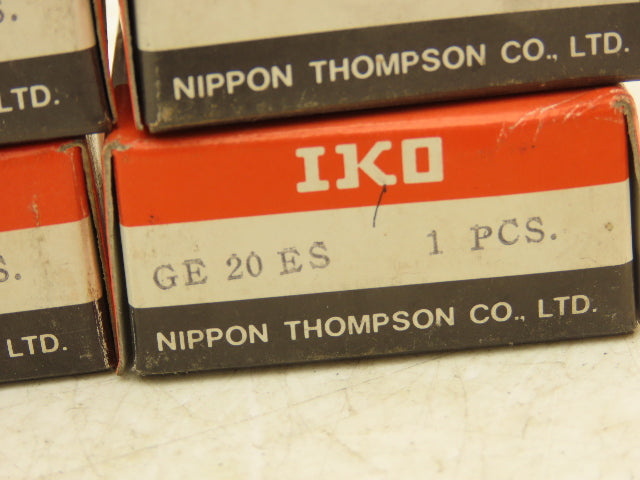 S.
LTD.
NIPPON THOMPSON CO., LTD.
S.
LTD.
IKO
GE 20 ES 1 PCS.
NIPPON THOMPSON CO., LTD.